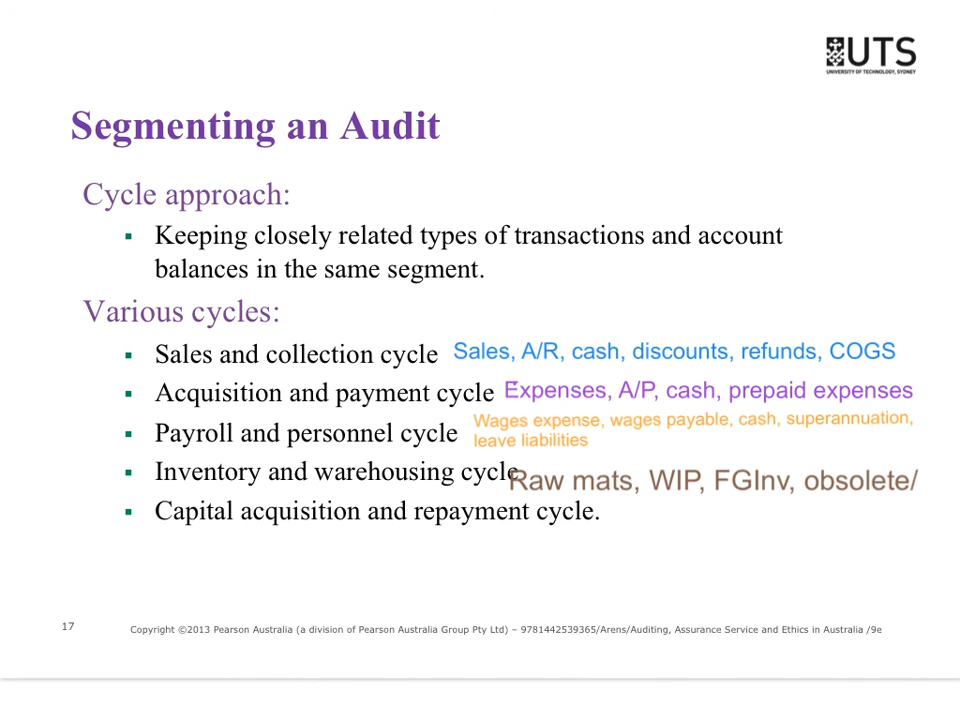 UTS
UNIVERSITY OF TECHNOLOGY, SYDNEY
Segmenting an Audit
Cycle approach:
▪ Keeping closely related types of transactions and account
balances in the same segment.
Various cycles:
▪ Sales and collection cycle Sales, A/R, cash, discounts, refunds, COGS
▪ Acquisition and payment cycle Expenses, A/P, cash, prepaid expenses
▪ Payroll and personnel cycle Wages expense, wages payable, cash, superannuation,
leave liabilities
▪ Inventory and warehousing cycle Raw mats, WIP, FGInv, obsolete/
▪ Capital acquisition and repayment cycle.
17 Copyright ©2013 Pearson Australia (a division of Pearson Australia Group Pty Ltd) – 9781442539365/Arens/Auditing, Assurance Service and Ethics in Australia /9e